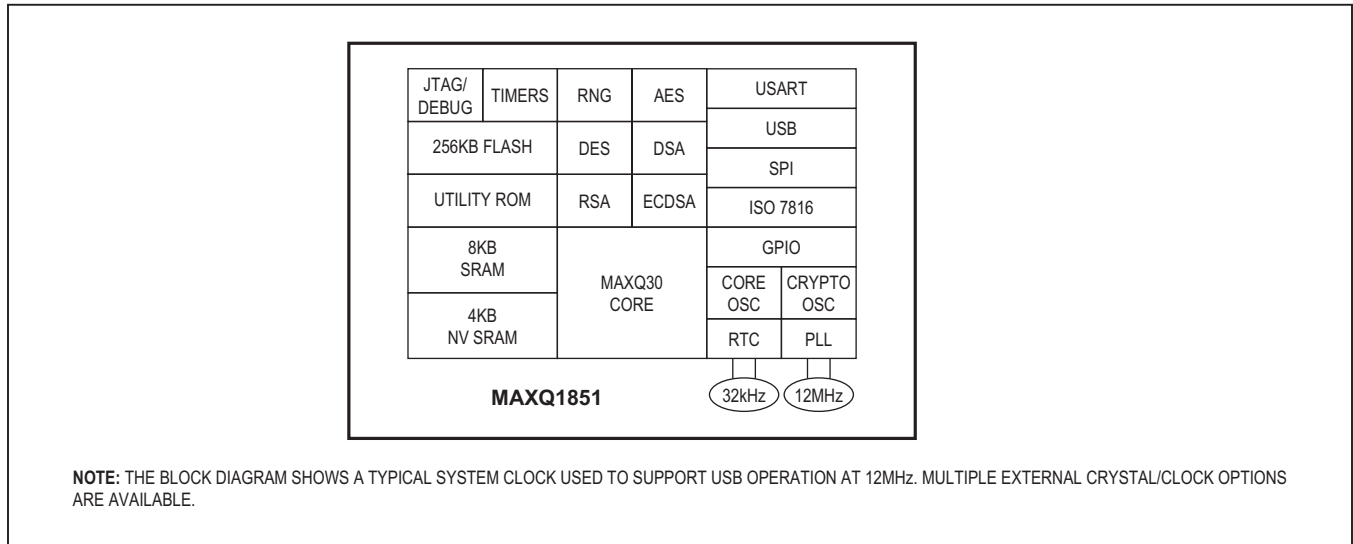 JTAG/
DEBUG
TIMERS
RNG
AES
USART
USB
256KB FLASH
DES
DSA
SPI
UTILITY ROM
RSA
ECDSA
ISO 7816
8KB
SRAM
MAXQ30
CORE
GPIO
CORE
OSC
CRYPTO
OSC
4KB
NV SRAM
RTC
PLL
MAXQ1851
32kHz
12MHz
NOTE: THE BLOCK DIAGRAM SHOWS A TYPICAL SYSTEM CLOCK USED TO SUPPORT USB OPERATION AT 12MHz. MULTIPLE EXTERNAL CRYSTAL/CLOCK OPTIONS
ARE AVAILABLE.